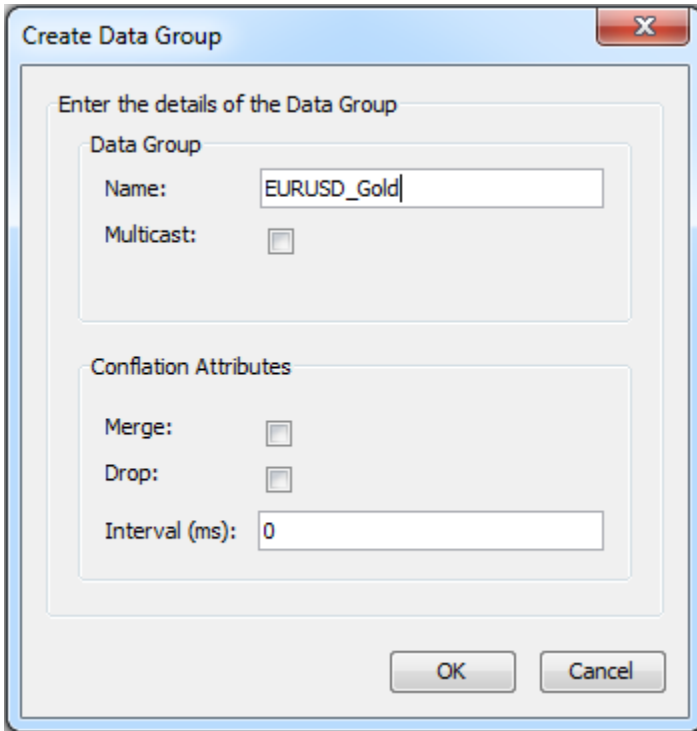 Create Data Group
Enter the details of the Data Group
Data Group
Name: EURUSD_Gold
Multicast:
Conflation Attributes
Merge:
Drop:
Interval (ms): 0
OK Cancel